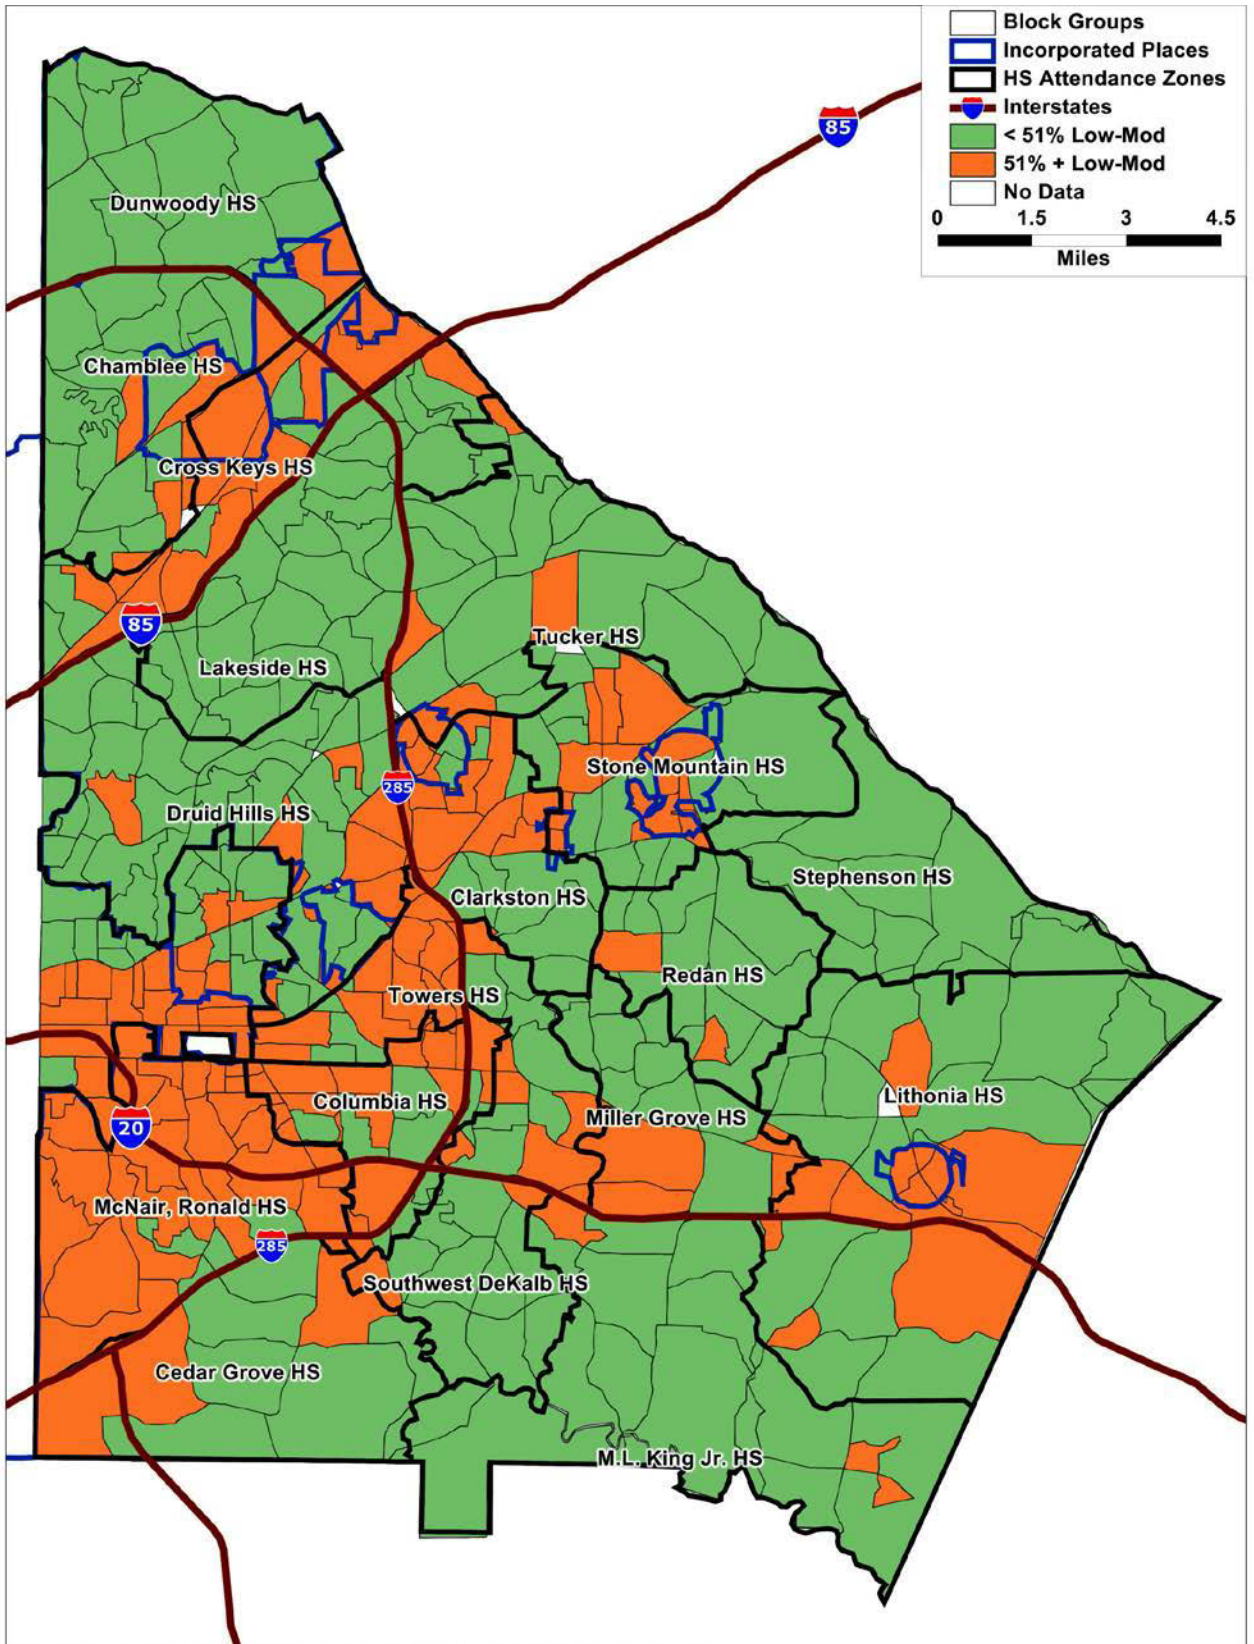 Block Groups
Incorporated Places
HS Attendance Zones
Interstates
< 51% Low-Mod
51% + Low-Mod
No Data
0 1.5 3 4.5
Miles
85
Dunwoody HS
Chamblee HS
Cross Keys HS
85
Tucker HS
Lakeside HS
Stone Mountain HS
285
Druid Hills HS
Stephenson HS
Clarkston HS
Redan HS
Towers HS
Lithonia HS
Columbia HS
Miller Grove HS
20
McNair, Ronald HS
285
Southwest DeKalb HS
Cedar Grove HS
M.L. King Jr. HS